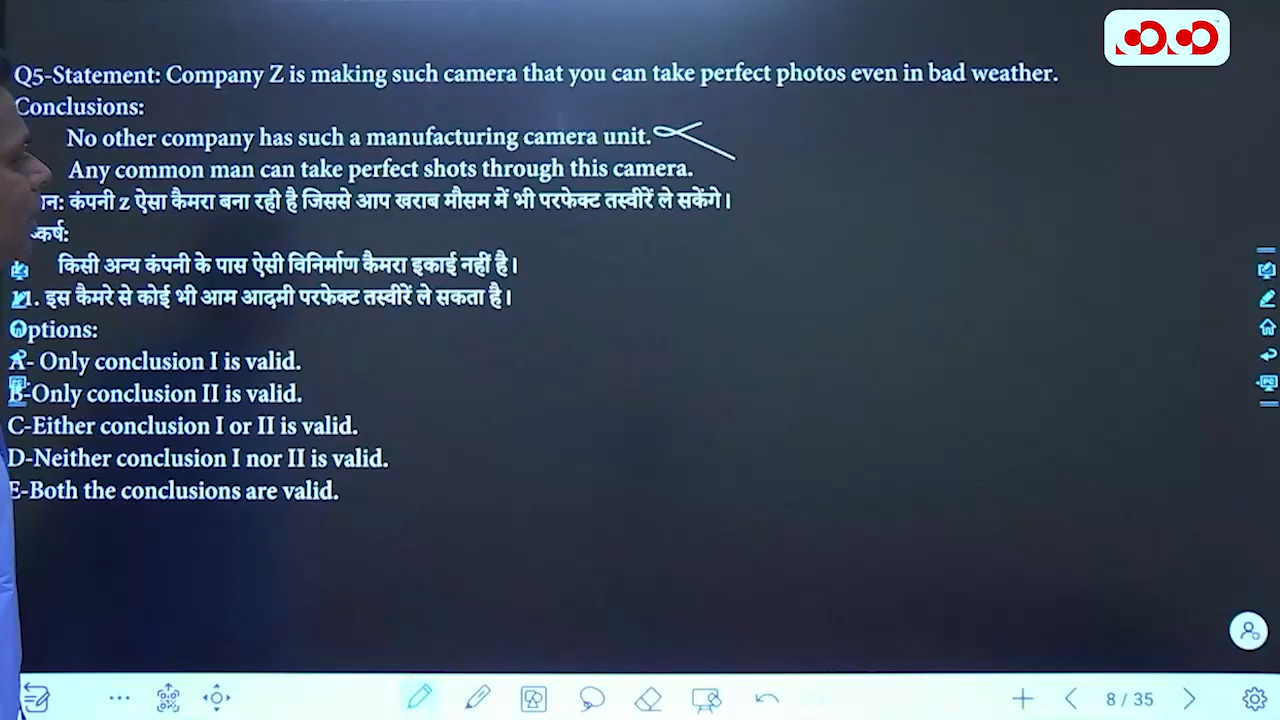 Q5-Statement: Company Z is making such camera that you can take perfect photos even in bad weather.
Conclusions:
No other company has such a manufacturing camera unit.
Any common man can take perfect shots through this camera.
कंपनी z ऐसा कैमरा बना रही है जिससे आप खराब मौसम में भी परफेक्ट तस्वीरें ले सकेंगे।
किसी अन्य कंपनी के पास ऐसी विनिर्माण कैमरा इकाई नहीं है।
इस कैमरे से कोई भी आम आदमी परफेक्ट तस्वीरें ले सकता है।
Options:
A- Only conclusion I is valid.
B-Only conclusion II is valid.
C-Either conclusion I or II is valid.
D-Neither conclusion I nor II is valid.
E-Both the conclusions are valid.
8 / 35